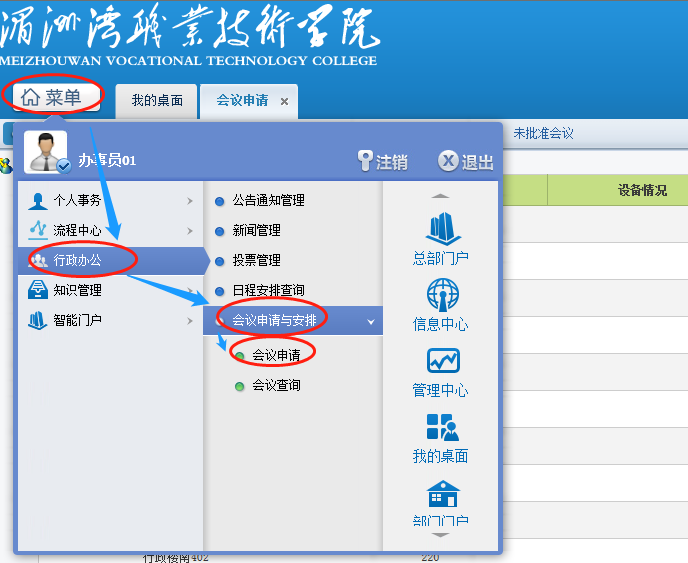 湄洲湾职业技術学院
MEIZHOUWAN VOCATIONAL TECHNOLOGY COLLEGE
菜单
我的桌面
会议申请
未批准会议
办事员01
注销
退出
设备情况
个人事务
流程中心
行政办公
知识管理
智能门户
公告通知管理
新闻管理
投票管理
日程安排查询
会议申请与安排
会议申请
会议查询
总部门户
信息中心
管理中心
我的桌面
部门门户
行政楼南402
220